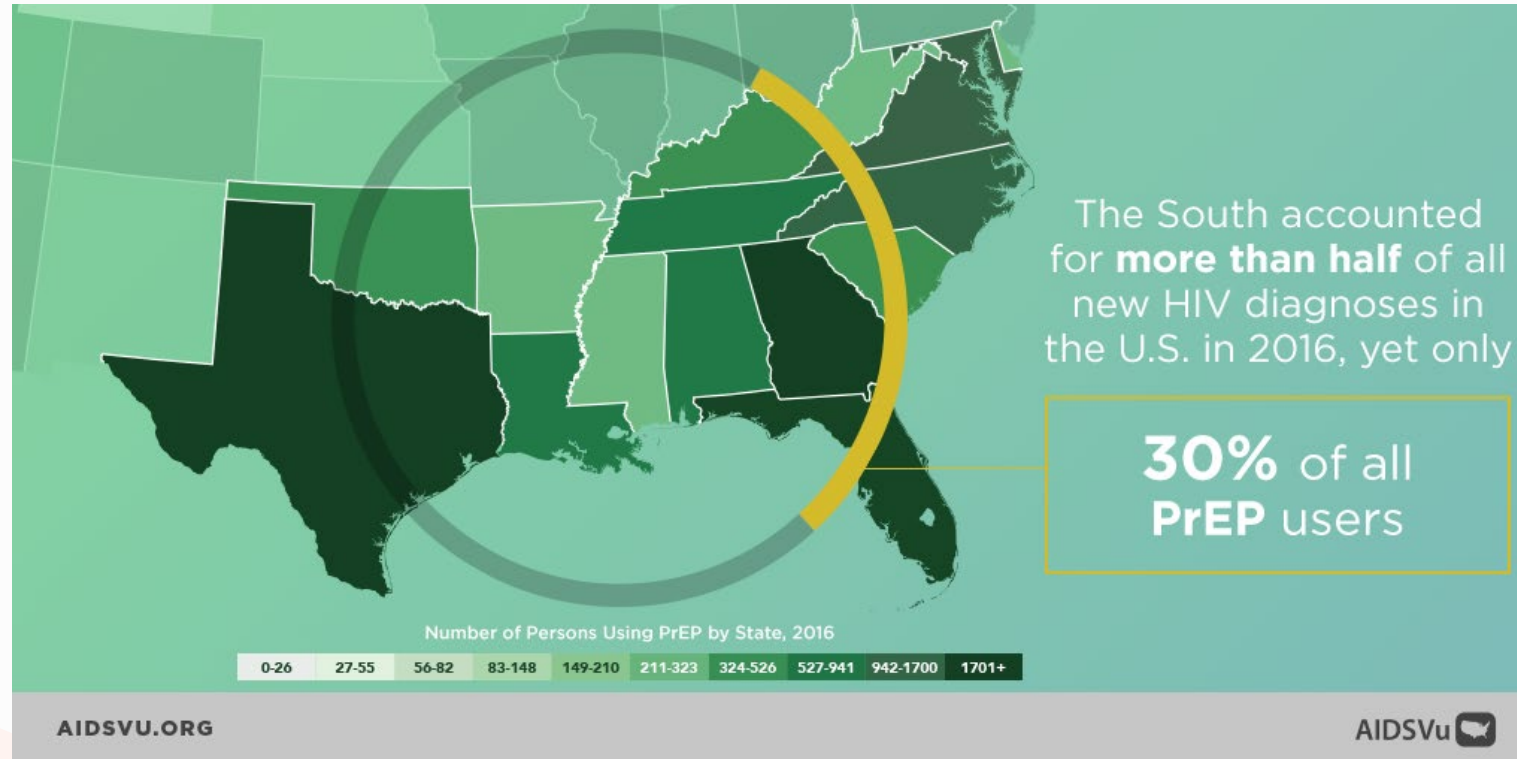 The South accounted
for more than half of all
new HIV diagnoses in
the U.S. in 2016, yet only
30% of all
PrEP users
Number of Persons Using PrEP by State, 2016
0-26 27-55 56-82 83-148 149-210 211-323 324-526 527-941 942-1700 1701+
AIDSVU.ORG
AIDSVu